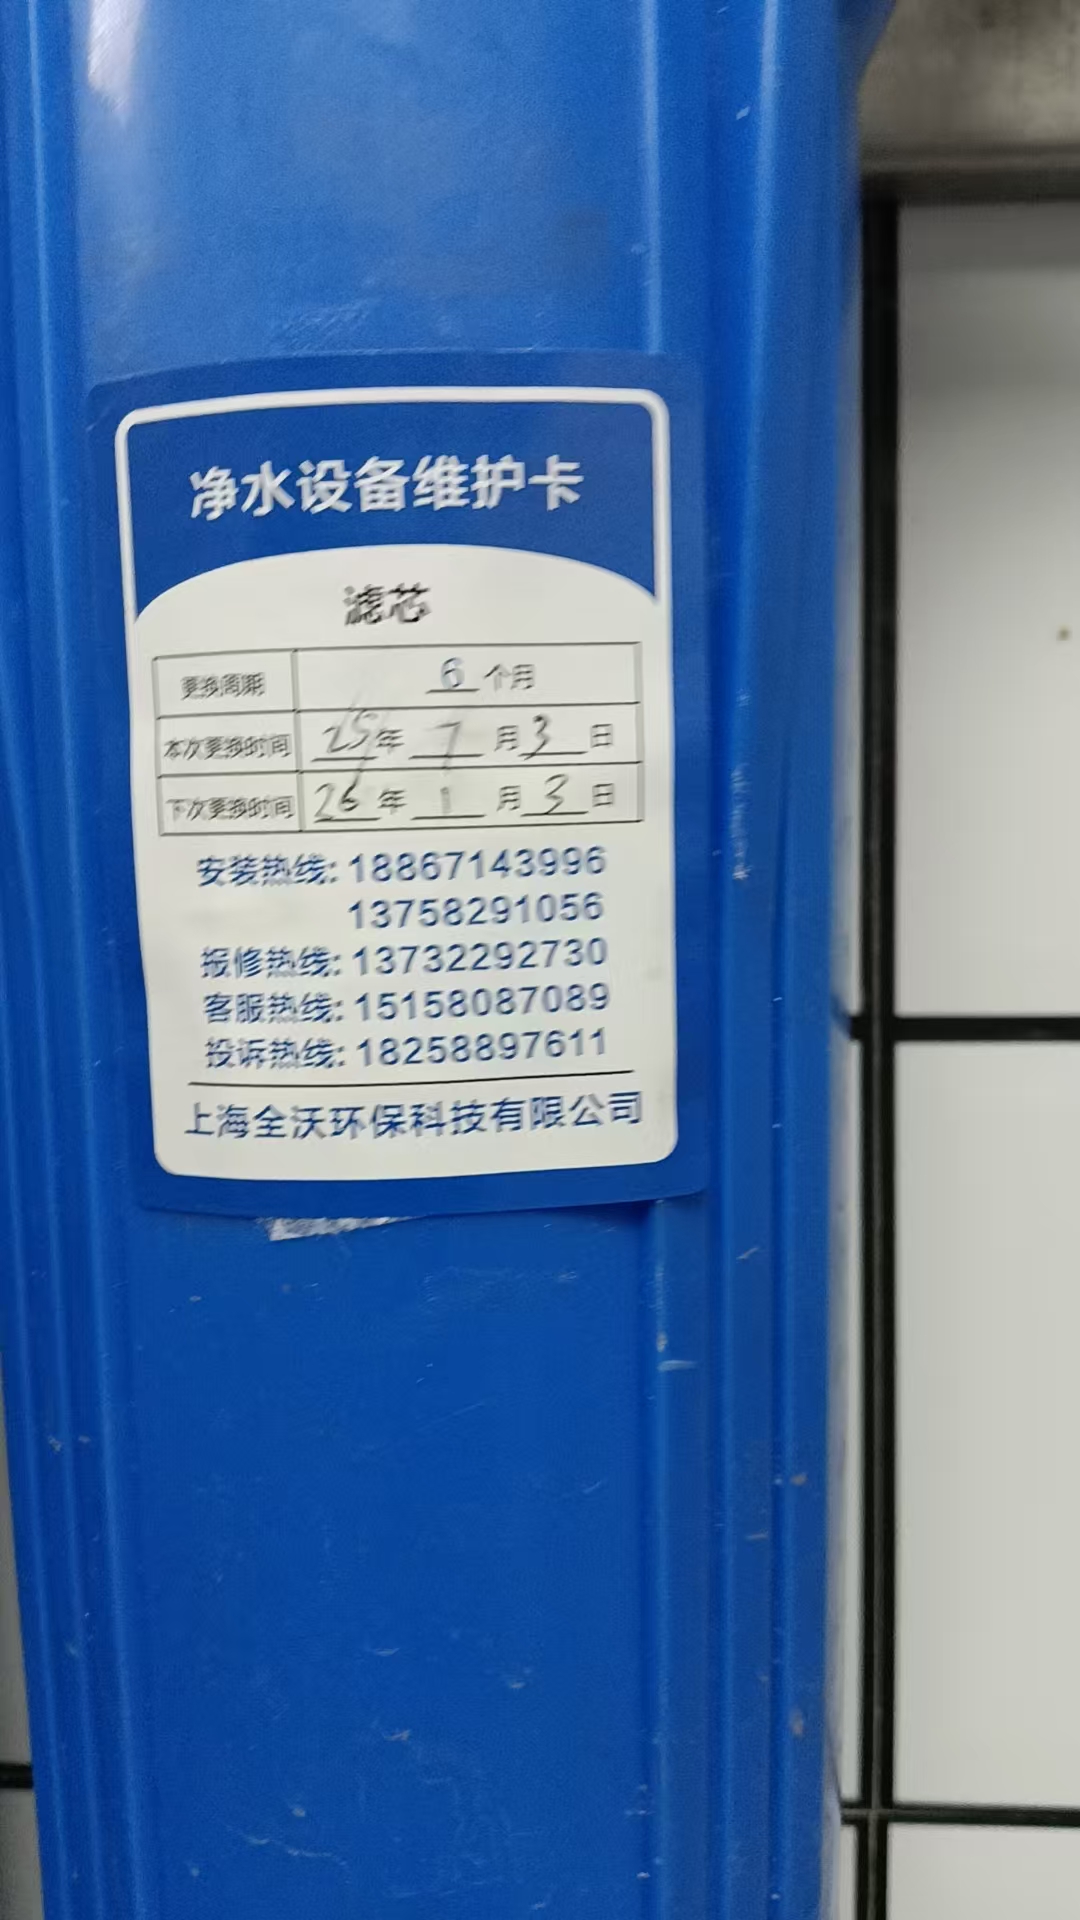 净水设备维护卡
滤芯
更换周期 6 个月
本次更换时间 25 年 7 月 3 日
下次更换时间 26 年 1 月 3 日
安装热线: 18867143996
13758291056
报修热线: 13732292730
客服热线: 15158087089
投诉热线: 18258897611
上海全沃环保科技有限公司